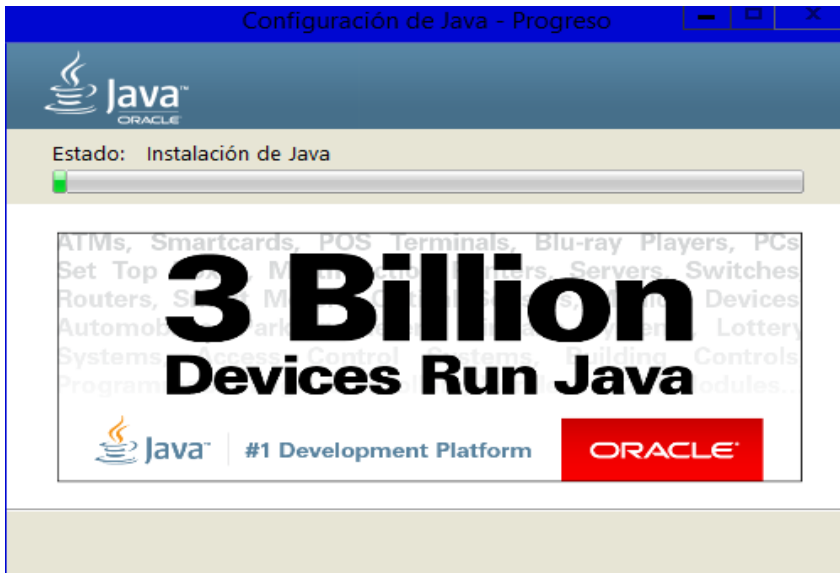 Configuración de Java - Progreso
Java™
ORACLE
Estado: Instalación de Java
ATMs, Smartcards, POS Terminals, Blu-ray Players, PCs
Set Top Servers, Switches
Routers, Devices
Lottery
Systems, Access Control Systems, Building Controls
3 Billion
Devices Run Java
Java™ #1 Development Platform ORACLE®